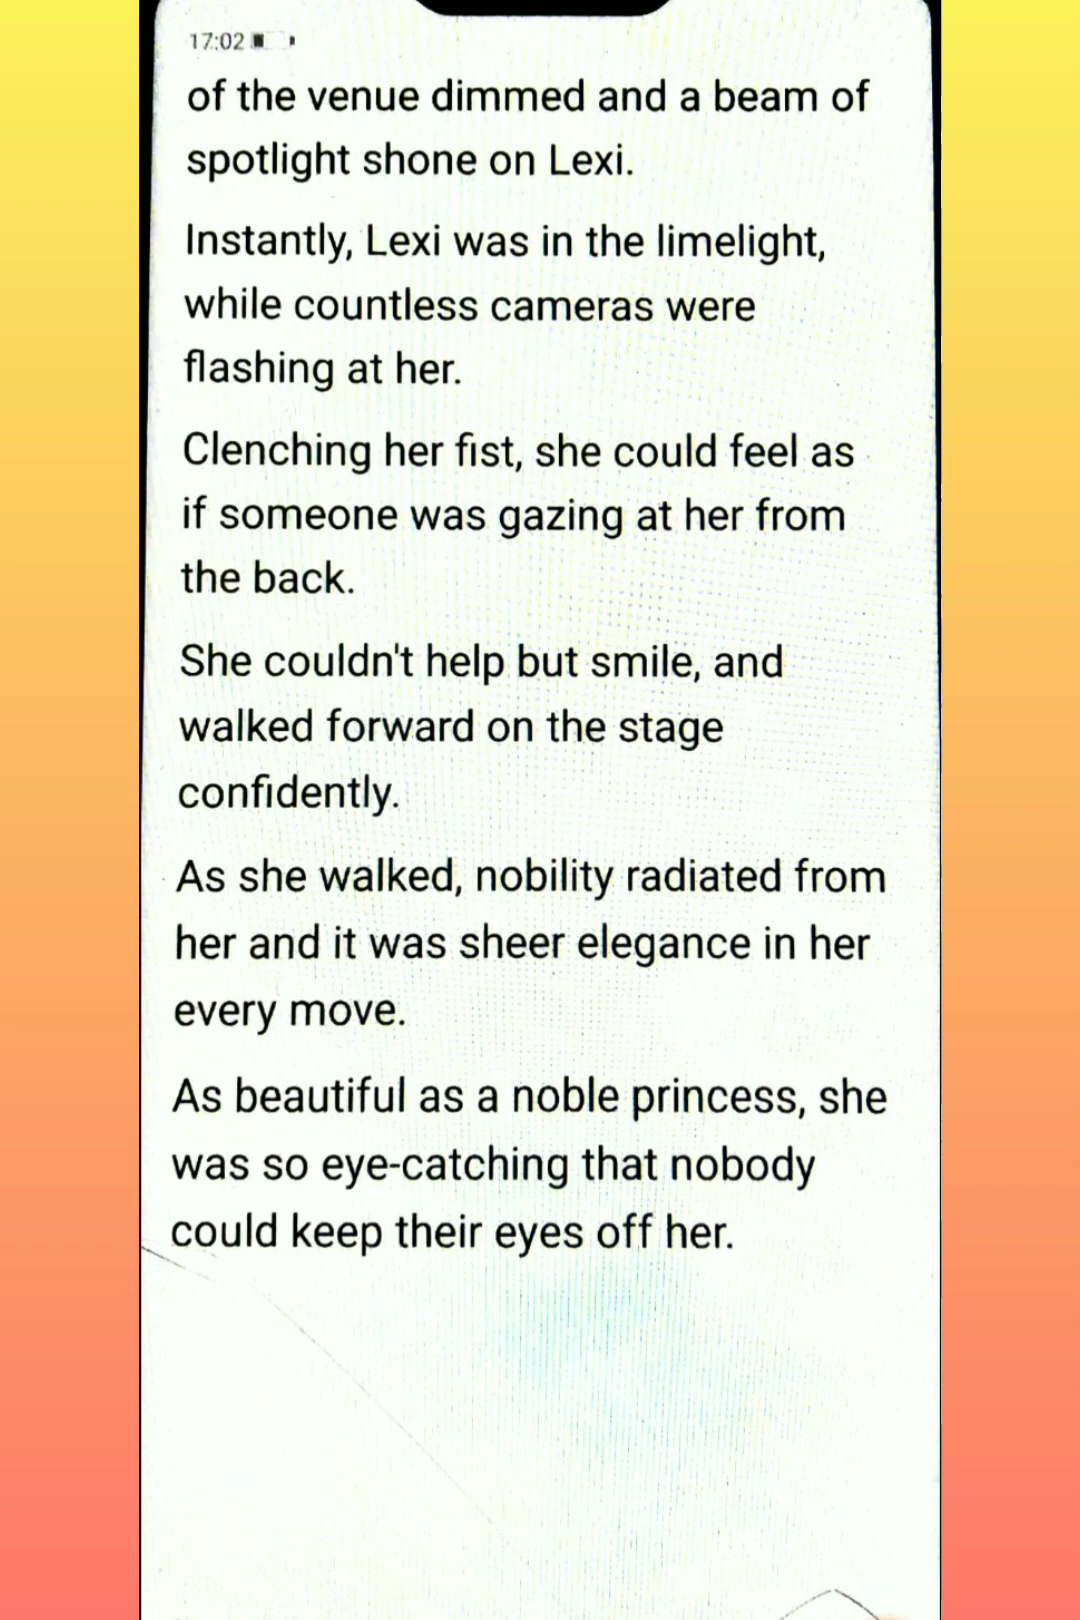 17:02
of the venue dimmed and a beam of
spotlight shone on Lexi.
Instantly, Lexi was in the limelight,
while countless cameras were
flashing at her.
Clenching her fist, she could feel as
if someone was gazing at her from
the back.
She couldn't help but smile, and
walked forward on the stage
confidently.
As she walked, nobility radiated from
her and it was sheer elegance in her
every move.
As beautiful as a noble princess, she
was so eye-catching that nobody
could keep their eyes off her.